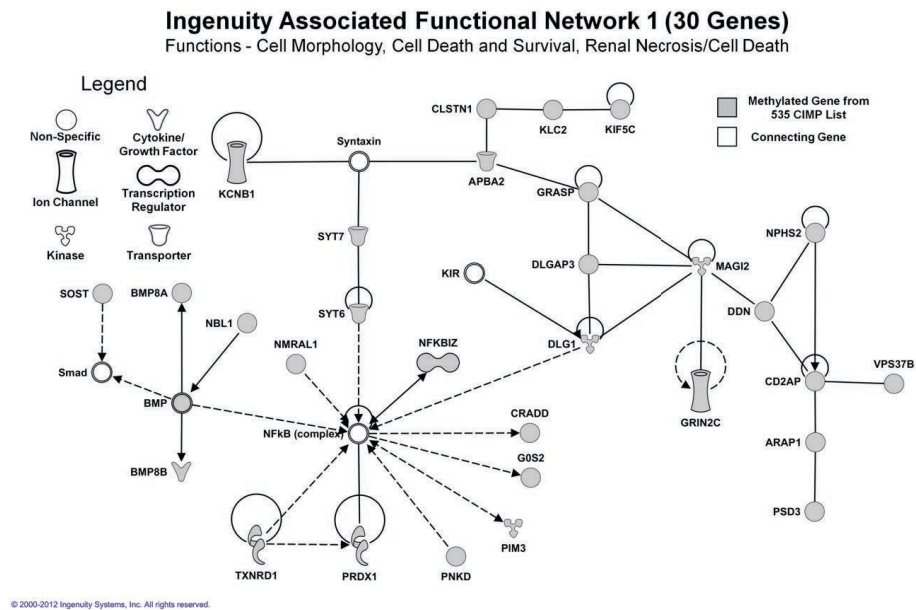 Ingenuity Associated Functional Network 1 (30 Genes)
Functions - Cell Morphology, Cell Death and Survival, Renal Necrosis/Cell Death
Legend
Non-Specific
Cytokine/
Growth Factor
Ion Channel
Transcription
Regulator
Kinase
Transporter
Methylated Gene from
535 CIMP List
Connecting Gene
CLSTN1
KLC2
KIF5C
KCNB1
Syntaxin
APBA2
GRASP
SYT7
NPHS2
KIR
DLGAP3
MAGI2
SOST
BMP8A
SYT6
DDN
NBL1
NMRAL1
NFKBIZ
DLG1
VPS37B
Smad
CD2AP
BMP
GRIN2C
CRADD
NFkB (complex)
ARAP1
G0S2
BMP8B
PSD3
PIM3
TXNRD1
PRDX1
PNKD
© 2000-2012 Ingenuity Systems, Inc. All rights reserved.